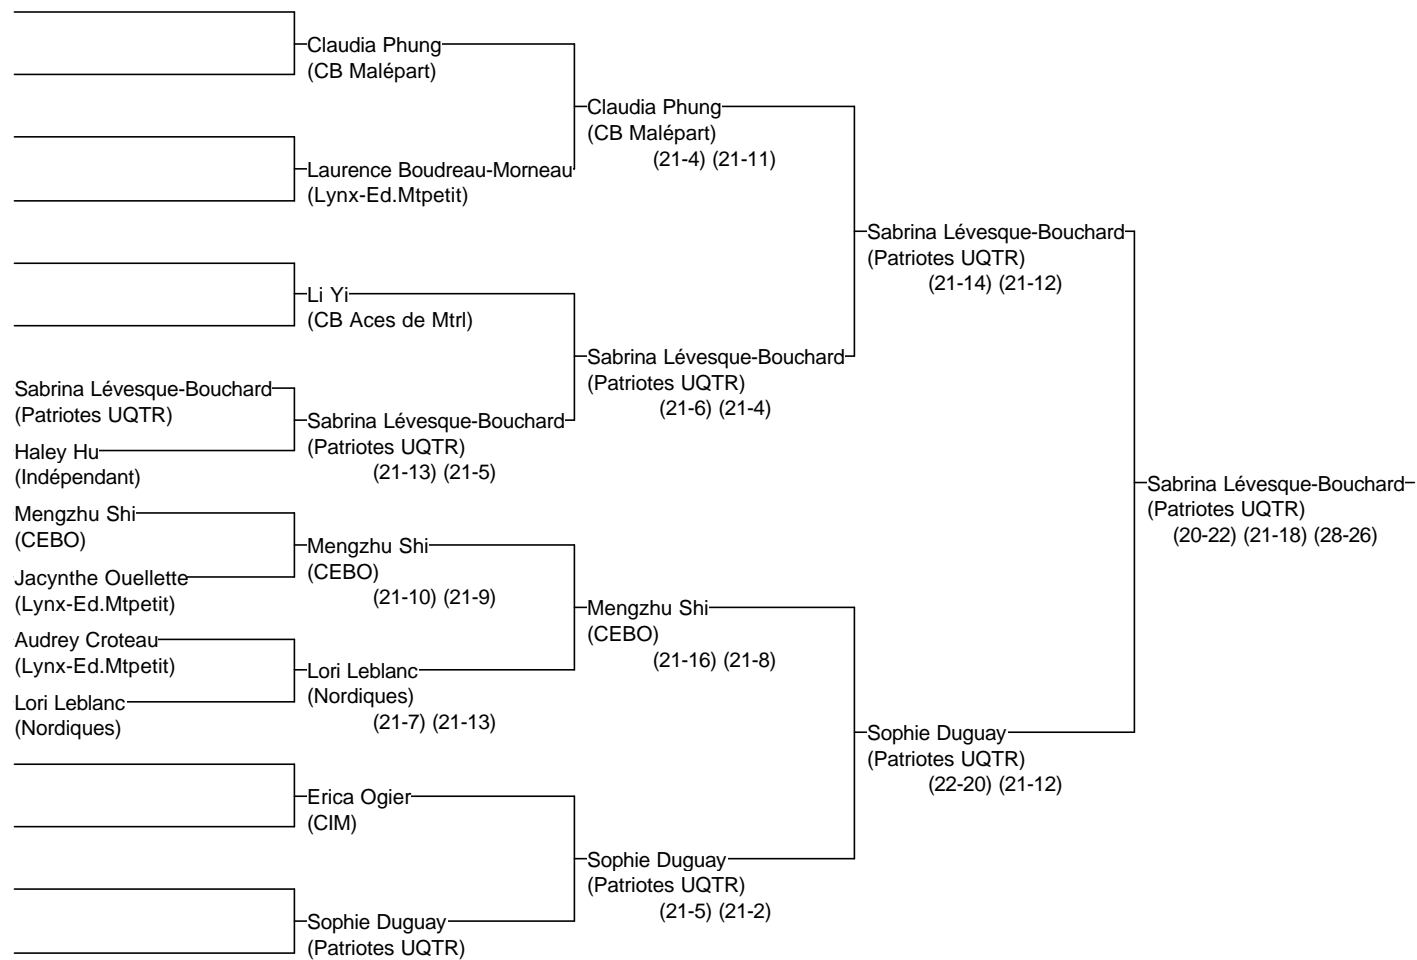 Claudia Phung
(CB Malépart)
Claudia Phung
(CB Malépart)
(21-4) (21-11)
Laurence Boudreau-Morneau
(Lynx-Ed.Mtpetit)
Sabrina Lévesque-Bouchard
(Patriotes UQTR)
(21-14) (21-12)
Li Yi
(CB Aces de Mtrl)
Sabrina Lévesque-Bouchard
(Patriotes UQTR)
(21-6) (21-4)
Sabrina Lévesque-Bouchard
(Patriotes UQTR)
Sabrina Lévesque-Bouchard
(Patriotes UQTR)
(21-13) (21-5)
Haley Hu
(Indépendant)
Sabrina Lévesque-Bouchard
(Patriotes UQTR)
(20-22) (21-18) (28-26)
Mengzhu Shi
(CEBO)
Mengzhu Shi
(CEBO)
(21-10) (21-9)
Jacynthe Ouellette
(Lynx-Ed.Mtpetit)
Mengzhu Shi
(CEBO)
(21-16) (21-8)
Audrey Croteau
(Lynx-Ed.Mtpetit)
Lori Leblanc
(Nordiques)
(21-7) (21-13)
Lori Leblanc
(Nordiques)
Sophie Duguay
(Patriotes UQTR)
(22-20) (21-12)
Erica Ogier
(CIM)
Sophie Duguay
(Patriotes UQTR)
(21-5) (21-2)
Sophie Duguay
(Patriotes UQTR)